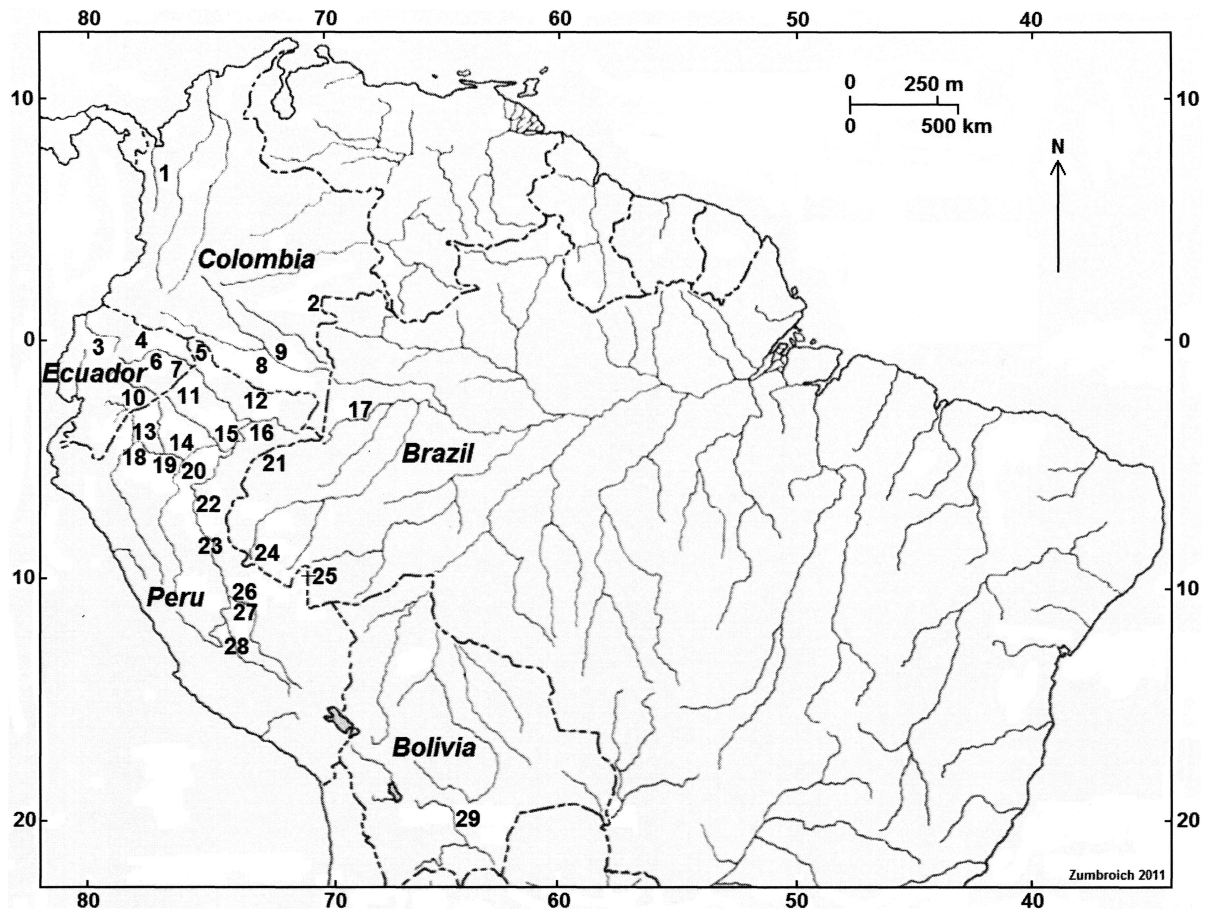 80 70 60 50 40
10 10
0 250 m
0 500 km
N
1
Colombia
2
0 0
3 4 5 9
6 7 8
Ecuador
10 11 12
17
13 14 15 16
Brazil
18 19 20 21
22
23 24
25
10 10
Peru 26
27
28
Bolivia
29
20 20
Zumbroich 2011
80 70 60 50 40